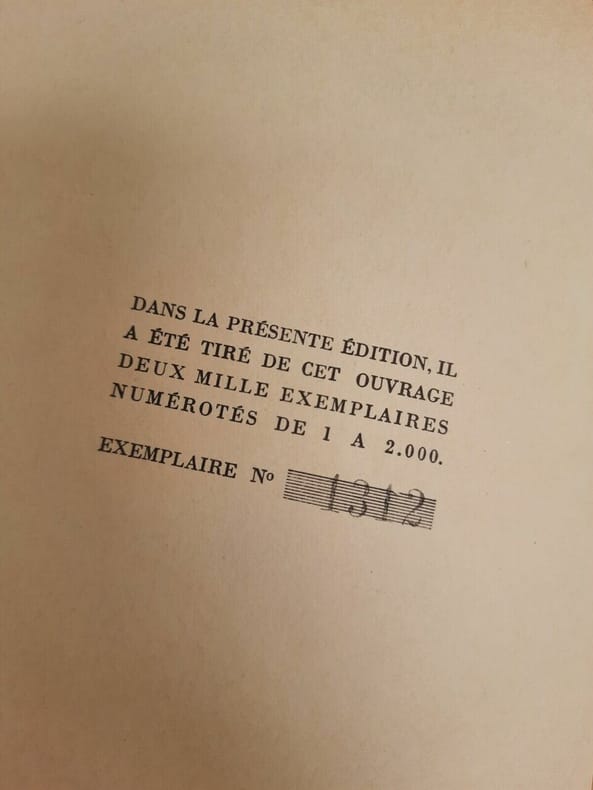 DANS LA PRÉSENTE ÉDITION, IL
A ÉTÉ TIRÉ DE CET OUVRAGE
DEUX MILLE EXEMPLAIRES
NUMÉROTÉS DE 1 A 2.000.
EXEMPLAIRE Nº 1312